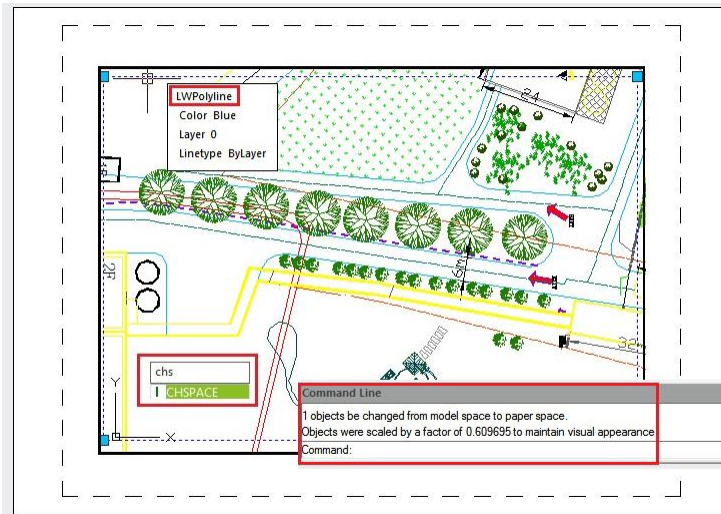 LWPolyline
Color Blue
Layer 0
Linetype ByLayer
24
2F
6m
32
Y
X
chs
CHSPACE
Command Line
1 objects be changed from model space to paper space.
Objects were scaled by a factor of 0.609695 to maintain visual appearance
Command: